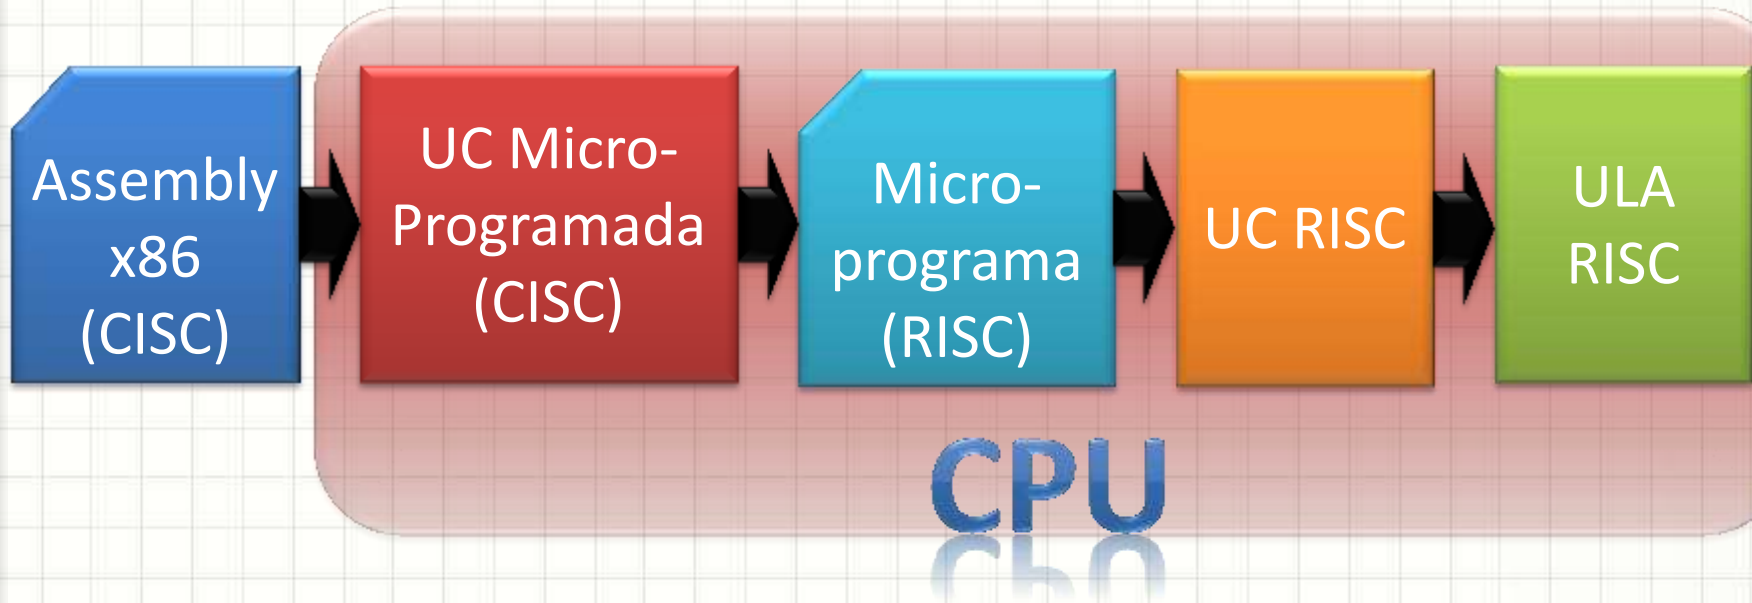 Assembly
x86
(CISC)
UC Micro-
Programada
(CISC)
Micro-
programa
(RISC)
UC RISC
ULA
RISC
CPU